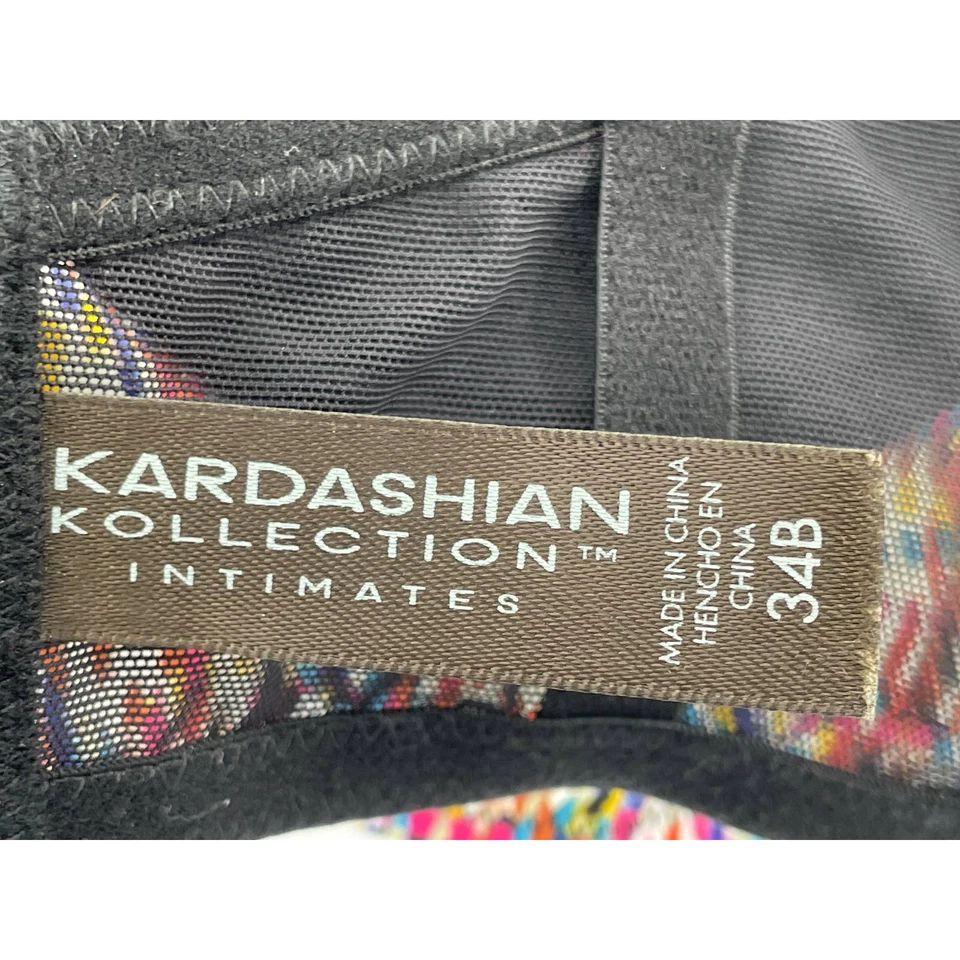 KARDASHIAN
KOLLECTION™
INTIMATES
MADE IN CHINA
HENCHO EN
CHINA
34B